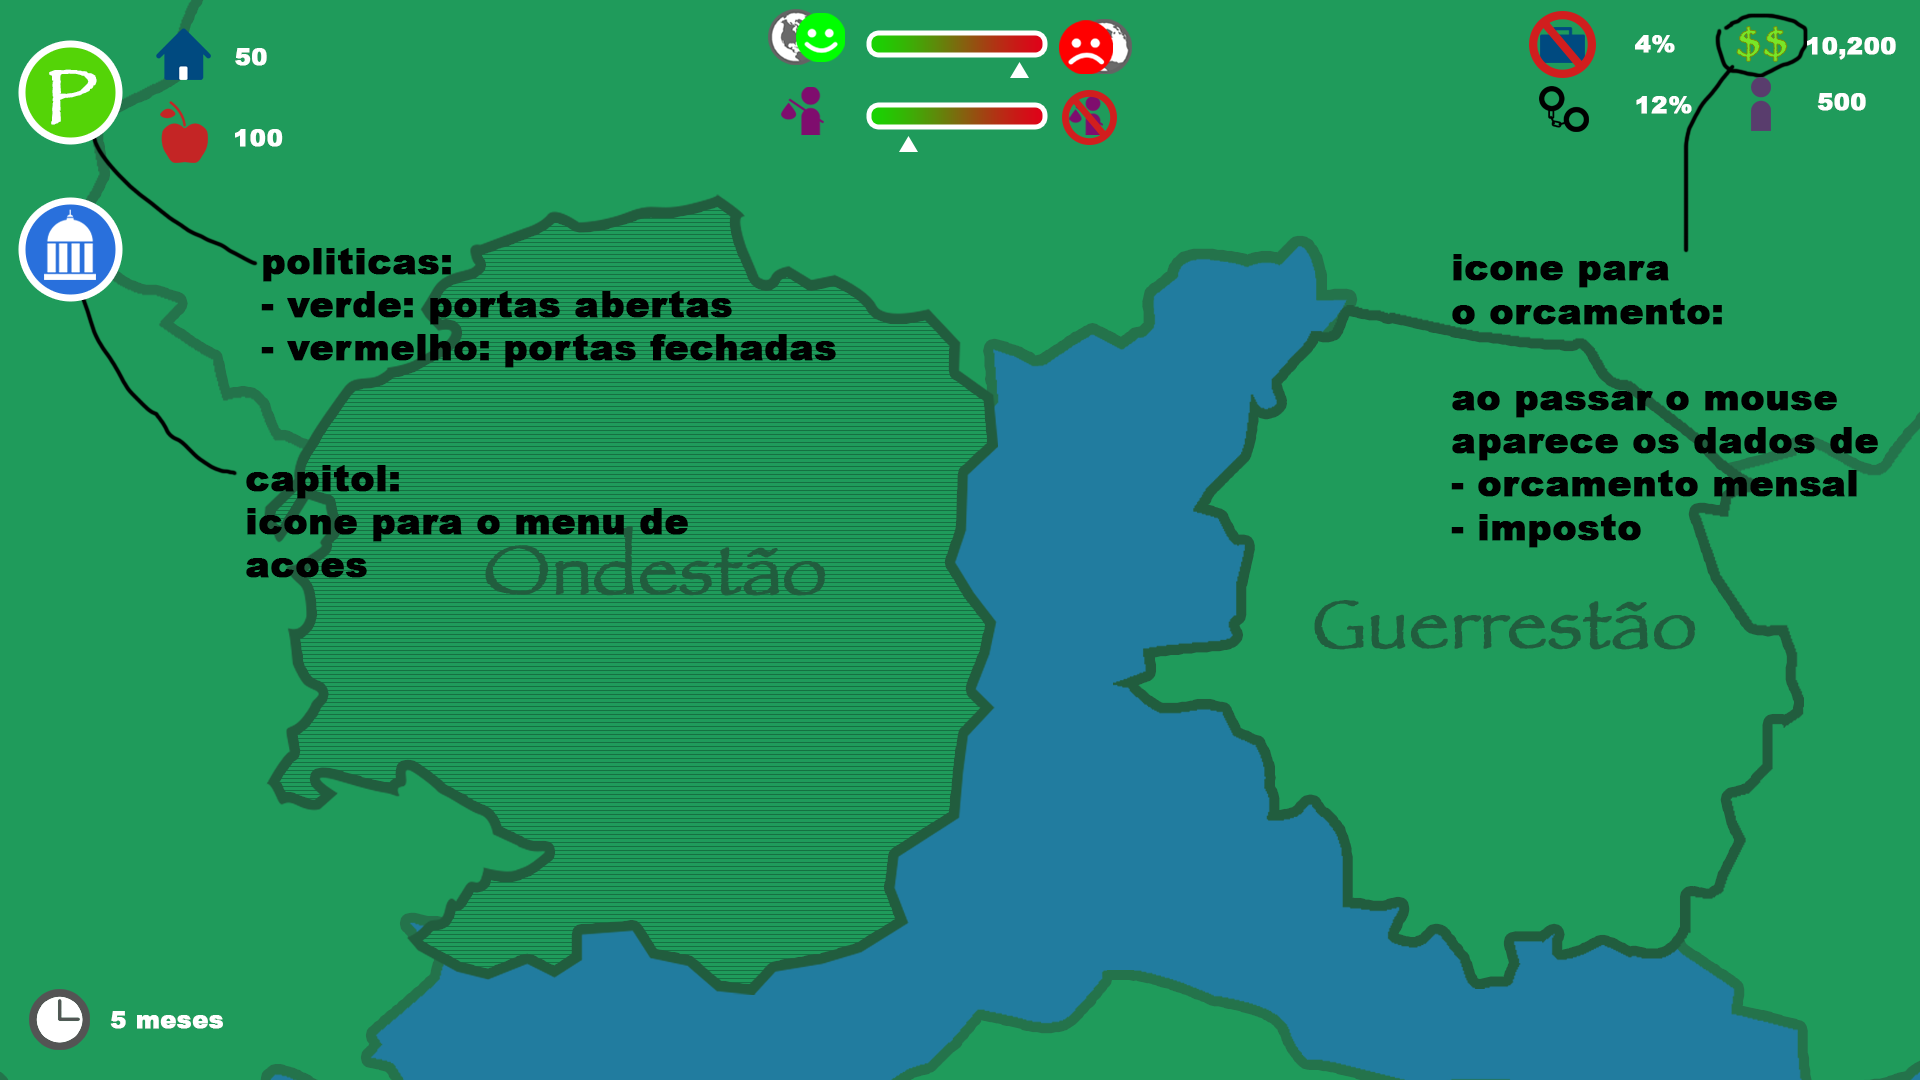 P
50
100
4%
$$
10,200
12%
500
politicas:
- verde: portas abertas
- vermelho: portas fechadas
icone para
o orcamento:
ao passar o mouse
aparece os dados de
- orcamento mensal
- imposto
capitol:
icone para o menu de
acoes
Ondestão
Guerrestão
5 meses